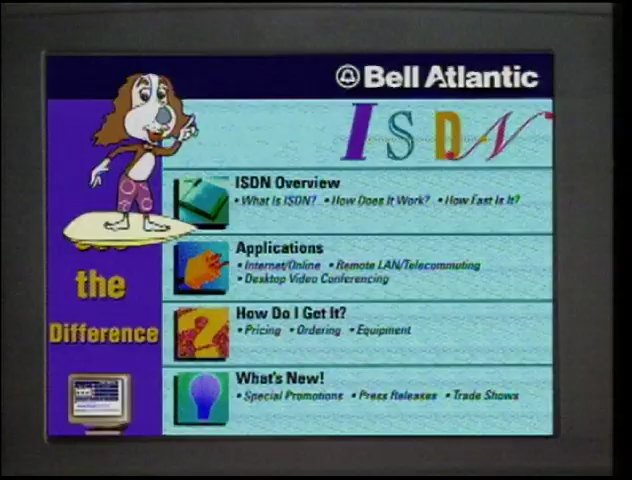 Bell Atlantic
ISDN
ISDN Overview
• What Is ISDN? • How Does It Work? • How Fast Is It?
Applications
• Internet/Online • Remote LAN/Telecommuting
• Desktop Video Conferencing
the
Difference
How Do I Get It?
• Pricing • Ordering • Equipment
What's New!
• Special Promotions • Press Releases • Trade Shows